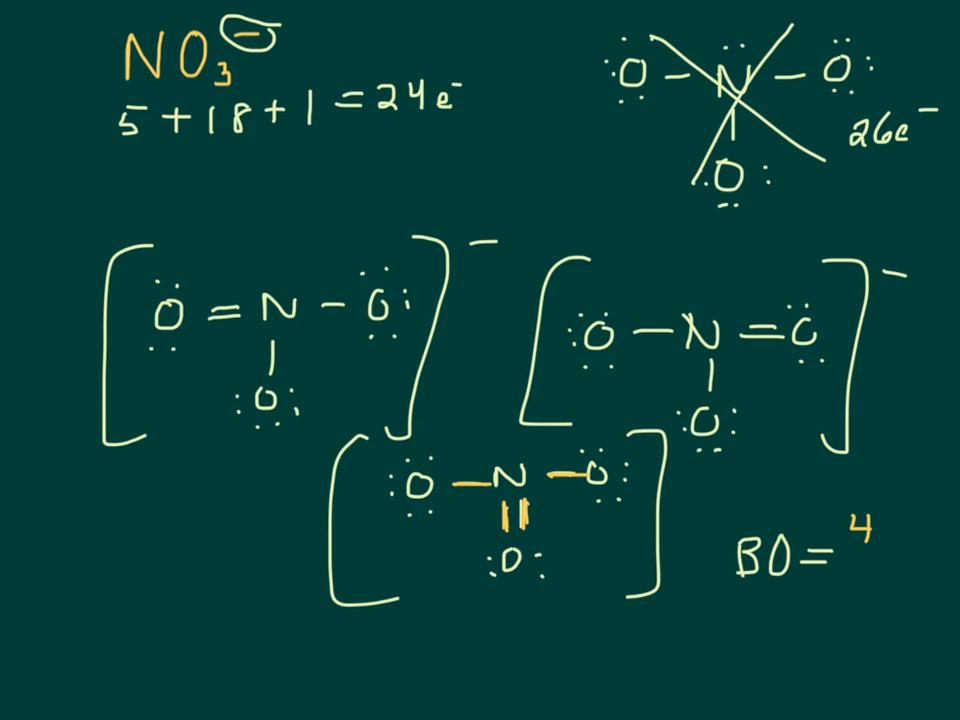 NO₃⁻
5 + 18 + 1 = 24e⁻
O – N – O
O
26e⁻
[O = N – O
O]⁻
[O – N = O
O]⁻
[O – N – O
||
O]
BO = 4